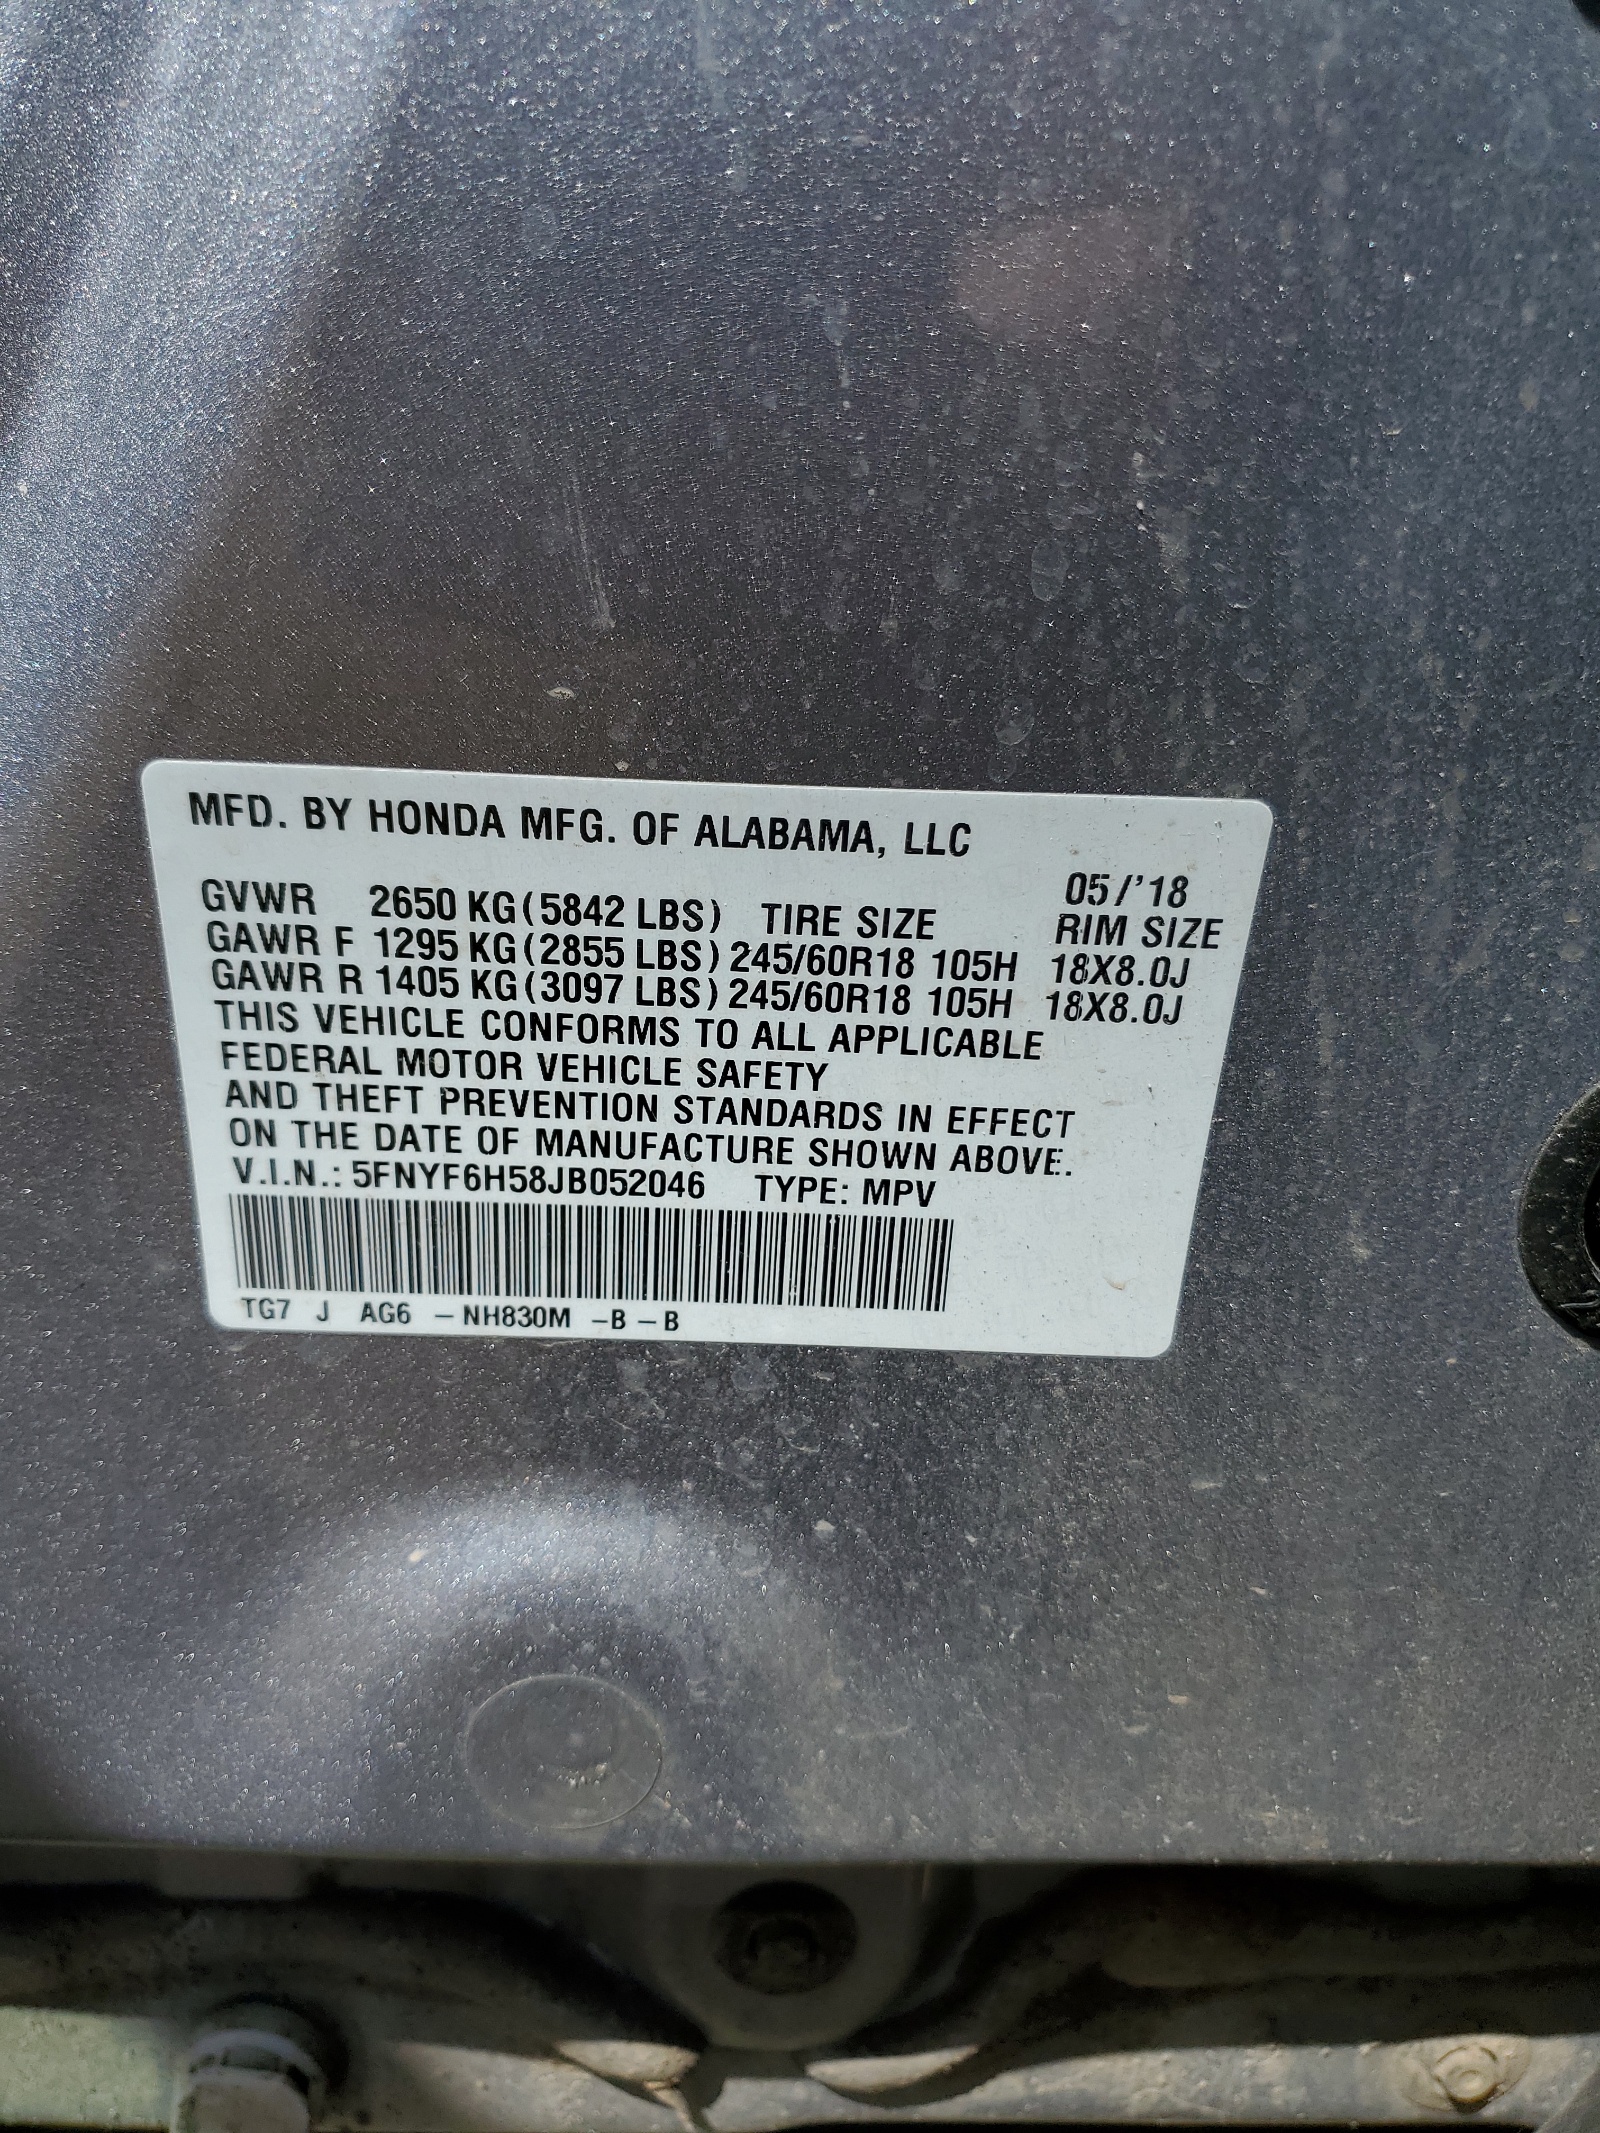 MFD. BY HONDA MFG. OF ALABAMA, LLC
05/'18
GVWR 2650 KG(5842 LBS) TIRE SIZE RIM SIZE
GAWR F 1295 KG(2855 LBS) 245/60R18 105H 18X8.0J
GAWR R 1405 KG(3097 LBS) 245/60R18 105H 18X8.0J
THIS VEHICLE CONFORMS TO ALL APPLICABLE
FEDERAL MOTOR VEHICLE SAFETY
AND THEFT PREVENTION STANDARDS IN EFFECT
ON THE DATE OF MANUFACTURE SHOWN ABOVE.
V.I.N.: 5FNYF6H58JB052046 TYPE: MPV
TG7 J AG6 –NH830M –B–B